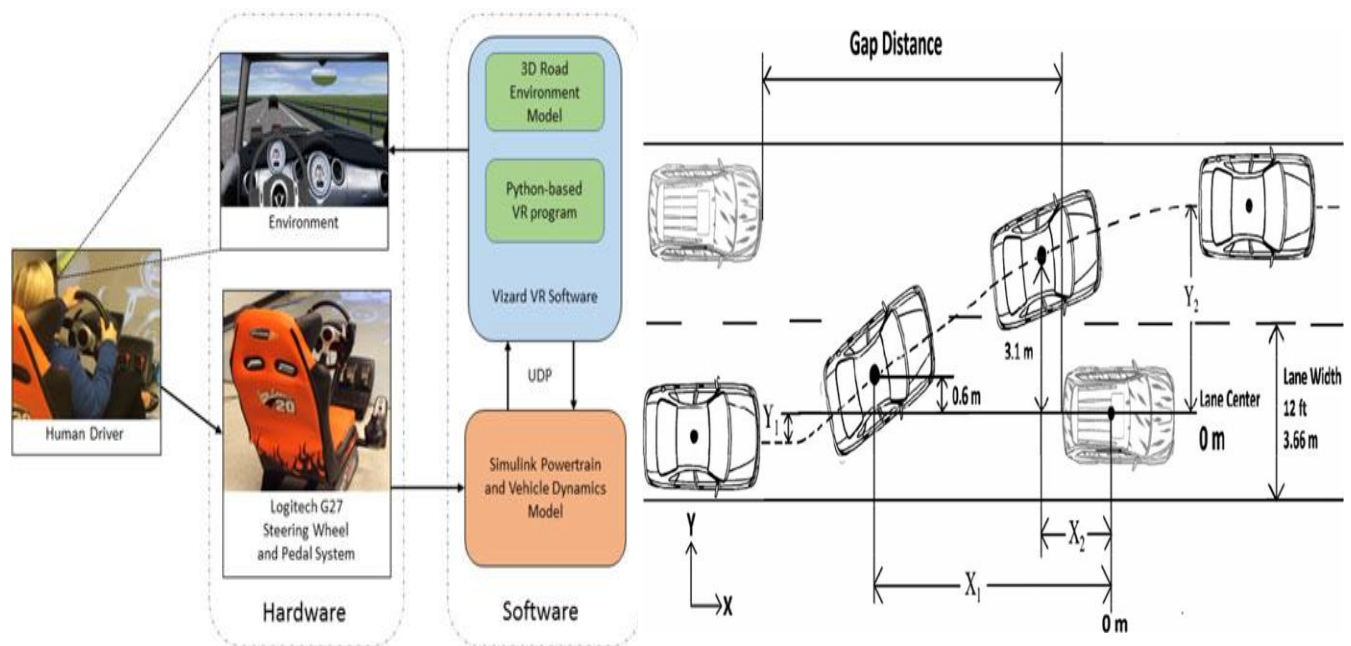 3D Road
Environment
Model
Python-based
VR program
Vizard VR Software
Environment
Human Driver
20
UDP
Logitech G27
Steering Wheel
and Pedal System
Simulink Powertrain
and Vehicle Dynamics
Model
Hardware
Software
Gap Distance
Y₂
3.1 m
0.6 m
Y₁
Lane Center
0 m
Lane Width
12 ft
3.66 m
X₂
X₁
Y
X
0 m